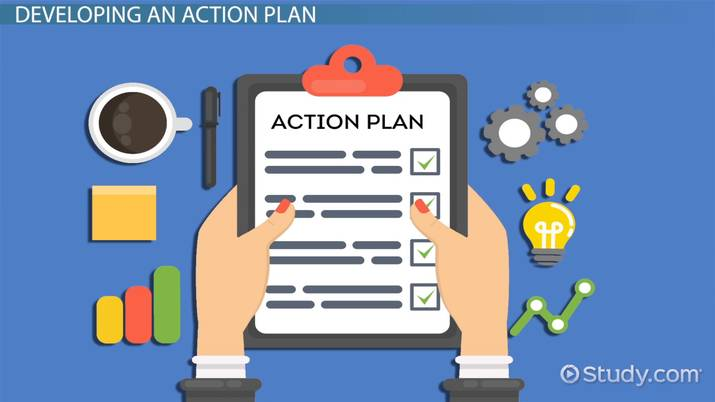 DEVELOPING AN ACTION PLAN
ACTION PLAN
Study.com